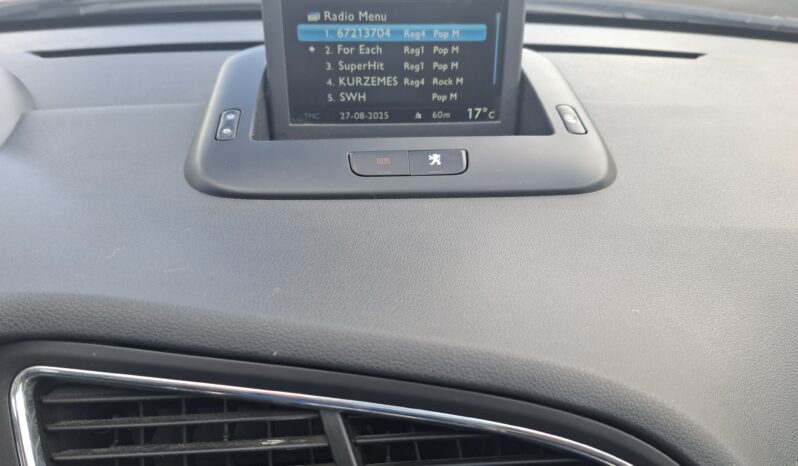 Radio Menu
1. 67213704 Reg4 Pop M
2. For Each Reg1 Pop M
3. SuperHit Reg1 Pop M
4. KURZEMES Reg4 Rock M
5. SWH Pop M
TMC 27-08-2025 60m 17°C
SOS